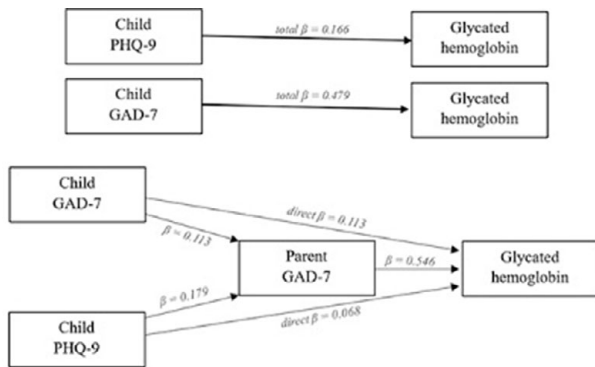 Child
PHQ-9
total β = 0.166
Glycated
hemoglobin
Child
GAD-7
total β = 0.479
Glycated
hemoglobin
Child
GAD-7
direct β = 0.113
β = 0.113
Parent
GAD-7
β = 0.546
Glycated
hemoglobin
β = 0.179
direct β = 0.068
Child
PHQ-9